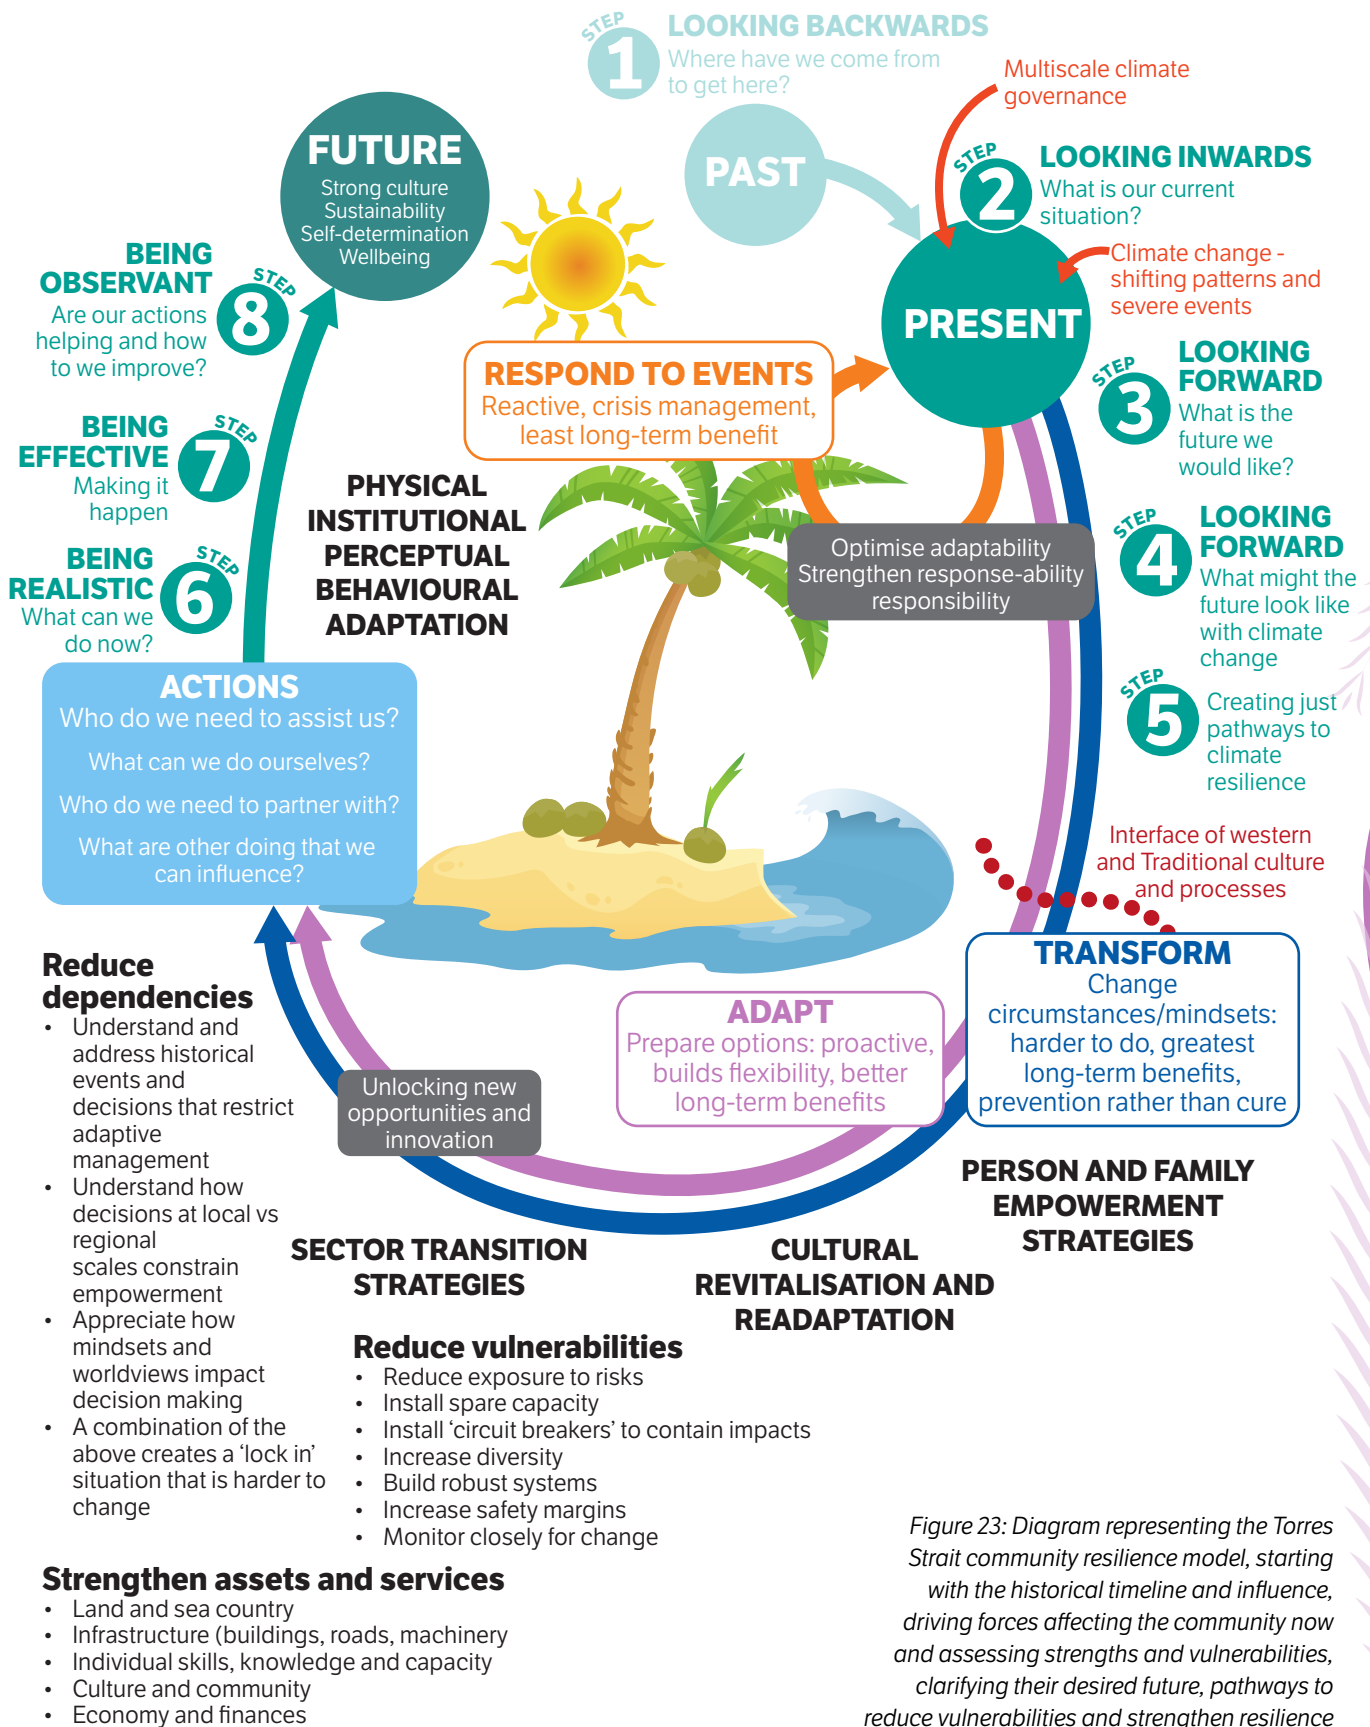 STEP
1
LOOKING BACKWARDS
Where have we come from
to get here?
Multiscale climate
governance
FUTURE
Strong culture
Sustainability
Self-determination
Wellbeing
PAST
STEP
2
LOOKING INWARDS
What is our current
situation?
Climate change -
shifting patterns and
severe events
PRESENT
BEING
OBSERVANT
STEP
8
Are our actions
helping and how
to we improve?
RESPOND TO EVENTS
Reactive, crisis management,
least long-term benefit
STEP
3
LOOKING
FORWARD
What is the
future we
would like?
BEING
EFFECTIVE
STEP
7
Making it
happen
PHYSICAL
INSTITUTIONAL
PERCEPTUAL
BEHAVIOURAL
ADAPTATION
STEP
4
LOOKING
FORWARD
What might the
future look like
with climate
change
Optimise adaptability
Strengthen response-ability
responsibility
BEING
REALISTIC
STEP
6
What can we
do now?
ACTIONS
Who do we need to assist us?
What can we do ourselves?
Who do we need to partner with?
What are other doing that we
can influence?
STEP
5
Creating just
pathways to
climate
resilience
Interface of western
and Traditional culture
and processes
TRANSFORM
Change
circumstances/mindsets:
harder to do, greatest
long-term benefits,
prevention rather than cure
ADAPT
Prepare options: proactive,
builds flexibility, better
long-term benefits
Unlocking new
opportunities and
innovation
Reduce
dependencies
• Understand and
address historical
events and
decisions that restrict
adaptive
management
• Understand how
decisions at local vs
regional
scales constrain
empowerment
• Appreciate how
mindsets and
worldviews impact
decision making
• A combination of the
above creates a ‘lock in’
situation that is harder to
change
PERSON AND FAMILY
EMPOWERMENT
STRATEGIES
SECTOR TRANSITION
STRATEGIES
CULTURAL
REVITALISATION AND
READAPTATION
Reduce vulnerabilities
• Reduce exposure to risks
• Install spare capacity
• Install ‘circuit breakers’ to contain impacts
• Increase diversity
• Build robust systems
• Increase safety margins
• Monitor closely for change
Strengthen assets and services
• Land and sea country
• Infrastructure (buildings, roads, machinery
• Individual skills, knowledge and capacity
• Culture and community
• Economy and finances
Figure 23: Diagram representing the Torres
Strait community resilience model, starting
with the historical timeline and influence,
driving forces affecting the community now
and assessing strengths and vulnerabilities,
clarifying their desired future, pathways to
reduce vulnerabilities and strengthen resilience